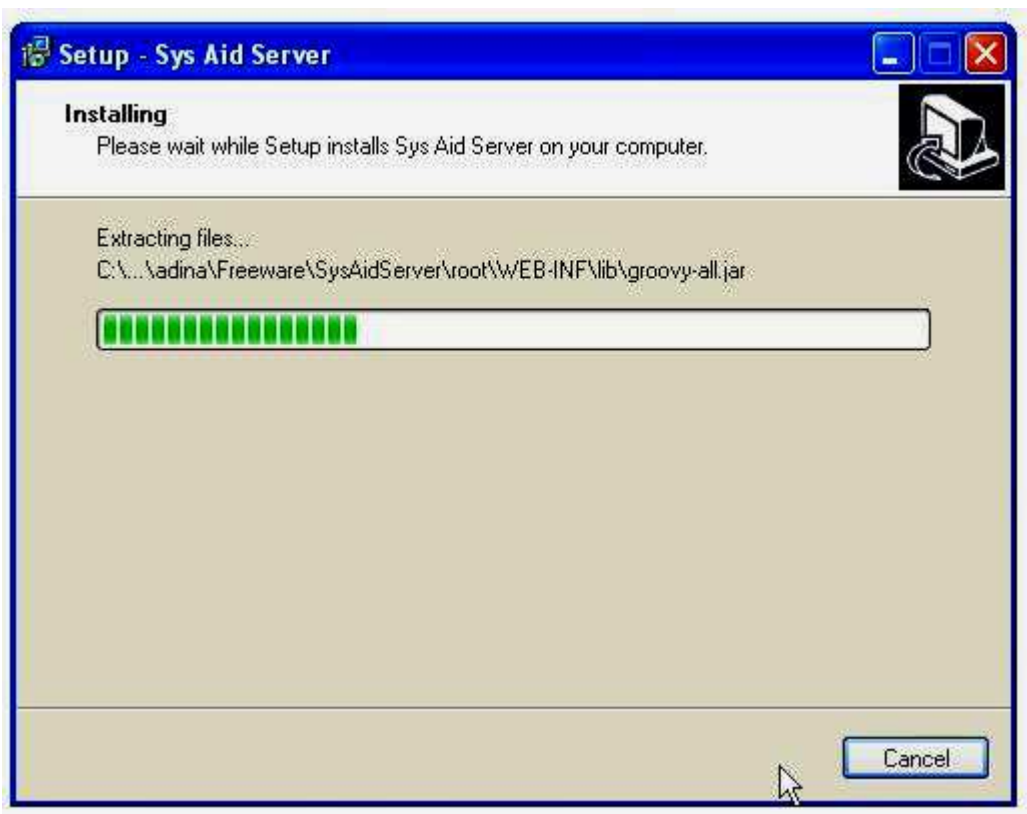 Setup - Sys Aid Server
Installing
Please wait while Setup installs Sys Aid Server on your computer.
Extracting files...
C:\...\adina\Freeware\SysAidServer\root\WEB-INF\lib\groovy-all.jar
Cancel